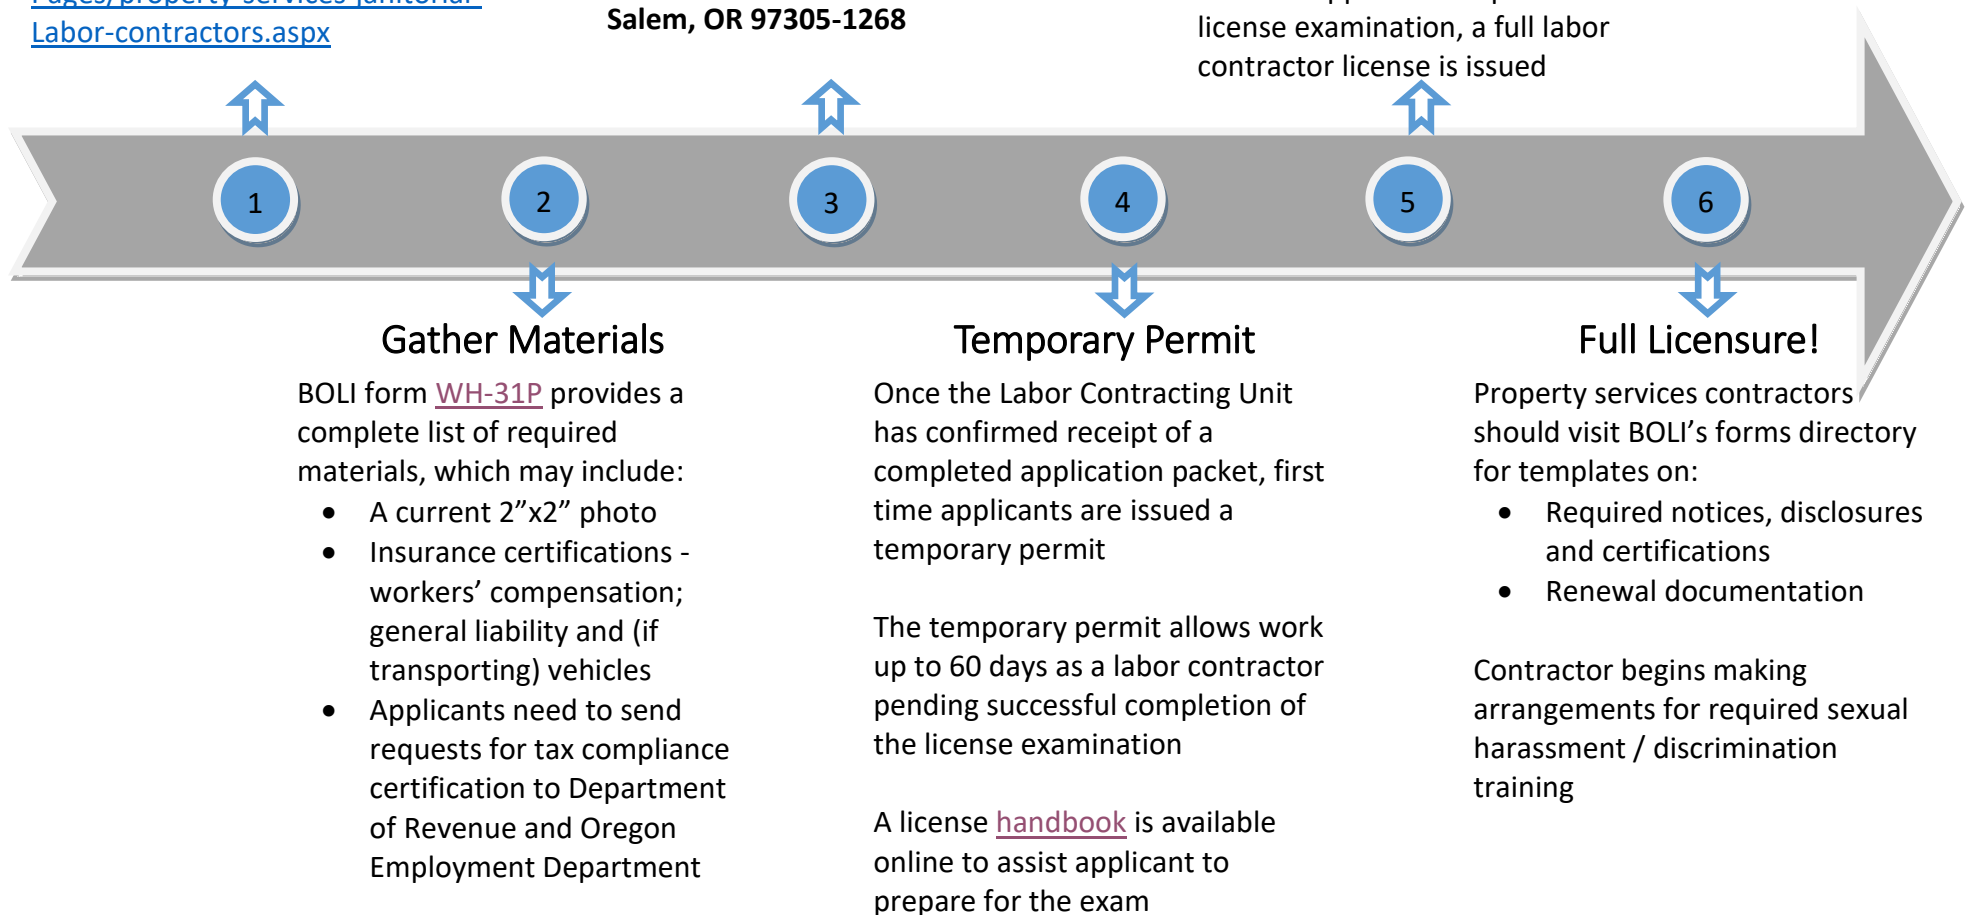 Pages/property-services-janitorial-
Labor-contractors.aspx
Salem, OR 97305-1268
license examination, a full labor
contractor license is issued
1
2
3
4
5
6
Gather Materials
BOLI form WH-31P provides a
complete list of required
materials, which may include:
• A current 2”x2” photo
• Insurance certifications -
workers’ compensation;
general liability and (if
transporting) vehicles
• Applicants need to send
requests for tax compliance
certification to Department
of Revenue and Oregon
Employment Department
Temporary Permit
Once the Labor Contracting Unit
has confirmed receipt of a
completed application packet, first
time applicants are issued a
temporary permit
The temporary permit allows work
up to 60 days as a labor contractor
pending successful completion of
the license examination
A license handbook is available
online to assist applicant to
prepare for the exam
Full Licensure!
Property services contractors
should visit BOLI’s forms directory
for templates on:
• Required notices, disclosures
and certifications
• Renewal documentation
Contractor begins making
arrangements for required sexual
harassment / discrimination
training